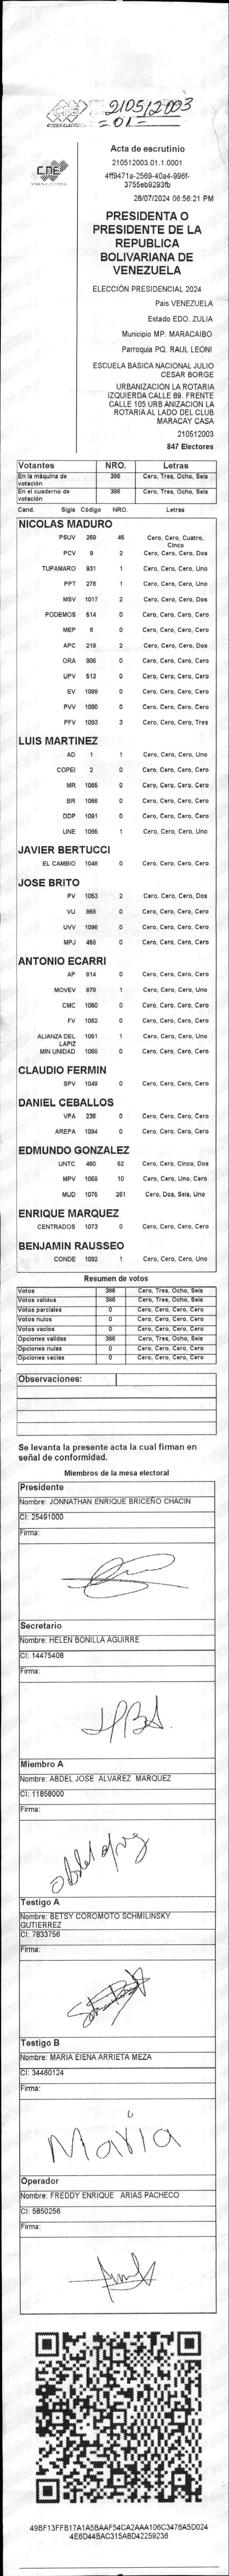 210512003
=01=
CNE
PODER ELECTORAL
CNE
Acta de escrutinio
210512003.01.1.0001
4ff9471a-2569-40a4-996f-
3755eb9293fb
28/07/2024 06:56:21 PM
PRESIDENTA O
PRESIDENTE DE LA
REPUBLICA
BOLIVARIANA DE
VENEZUELA
ELECCIÓN PRESIDENCIAL 2024
Pais VENEZUELA
Estado EDO. ZULIA
Municipio MP. MARACAIBO
Parroquia PQ. RAUL LEONI
ESCUELA BASICA NACIONAL JULIO
CESAR BORGE
URBANIZACION LA ROTARIA
IZQUIERDA CALLE 89. FRENTE
CALLE 105 URB ANIZACION LA
ROTARIA AL LADO DEL CLUB
MARACAY CASA
210512003
847 Electores
Votantes NRO. Letras
En la máquina de votación 386 Cero, Tres, Ocho, Seis
En el cuaderno de votación 386 Cero, Tres, Ocho, Seis
Cand. Sigla Código NRO. Letras
NICOLAS MADURO
PSUV 269 45 Cero, Cero, Cuatro, Cinco
PCV 9 2 Cero, Cero, Cero, Dos
TUPAMARO 931 1 Cero, Cero, Cero, Uno
PPT 276 1 Cero, Cero, Cero, Uno
MSV 1017 2 Cero, Cero, Cero, Dos
PODEMOS 514 0 Cero, Cero, Cero, Cero
MEP 6 0 Cero, Cero, Cero, Cero
APC 219 2 Cero, Cero, Cero, Dos
ORA 906 0 Cero, Cero, Cero, Cero
UPV 513 0 Cero, Cero, Cero, Cero
EV 1089 0 Cero, Cero, Cero, Cero
PVV 1090 0 Cero, Cero, Cero, Cero
PFV 1093 3 Cero, Cero, Cero, Tres
LUIS MARTINEZ
AD 1 1 Cero, Cero, Cero, Uno
COPEI 2 0 Cero, Cero, Cero, Cero
MR 1065 0 Cero, Cero, Cero, Cero
BR 1066 0 Cero, Cero, Cero, Cero
DDP 1091 0 Cero, Cero, Cero, Cero
UNE 1095 1 Cero, Cero, Cero, Uno
JAVIER BERTUCCI
EL CAMBIO 1048 0 Cero, Cero, Cero, Cero
JOSE BRITO
PV 1053 2 Cero, Cero, Cero, Dos
VU 868 0 Cero, Cero, Cero, Cero
UVV 1096 0 Cero, Cero, Cero, Cero
MPJ 458 0 Cero, Cero, Cero, Cero
ANTONIO ECARRI
AP 814 0 Cero, Cero, Cero, Cero
MOVEV 879 1 Cero, Cero, Cero, Uno
CMC 1050 0 Cero, Cero, Cero, Cero
FV 1052 0 Cero, Cero, Cero, Cero
ALIANZA DEL LAPIZ 1051 1 Cero, Cero, Cero, Uno
MIN UNIDAD 1068 0 Cero, Cero, Cero, Cero
CLAUDIO FERMIN
SPV 1049 0 Cero, Cero, Cero, Cero
DANIEL CEBALLOS
VPA 236 0 Cero, Cero, Cero, Cero
AREPA 1094 0 Cero, Cero, Cero, Cero
EDMUNDO GONZALEZ
UNTC 460 52 Cero, Cero, Cinco, Dos
MPV 1069 10 Cero, Cero, Uno, Cero
MUD 1075 261 Cero, Dos, Seis, Uno
ENRIQUE MARQUEZ
CENTRADOS 1073 0 Cero, Cero, Cero, Cero
BENJAMIN RAUSSEO
CONDE 1092 1 Cero, Cero, Cero, Uno
Resumen de votos
Votos 386 Cero, Tres, Ocho, Seis
Votos validos 386 Cero, Tres, Ocho, Seis
Votos parciales 0 Cero, Cero, Cero, Cero
Votos nulos 0 Cero, Cero, Cero, Cero
Votos vacios 0 Cero, Cero, Cero, Cero
Opciones validas 386 Cero, Tres, Ocho, Seis
Opciones nulas 0 Cero, Cero, Cero, Cero
Opciones vacias 0 Cero, Cero, Cero, Cero
Observaciones:
Se levanta la presente acta la cual firman en
señal de conformidad.
Miembros de la mesa electoral
Presidente
Nombre: JONNATHAN ENRIQUE BRICEÑO CHACIN
CI: 25491000
Firma:
Secretario
Nombre: HELEN BONILLA AGUIRRE
CI: 14475408
Firma:
Miembro A
Nombre: ABDEL JOSE ALVAREZ MARQUEZ
CI: 11858000
Firma:
Testigo A
Nombre: BETSY COROMOTO SCHMILINSKY
GUTIERREZ
CI: 7833756
Firma:
Testigo B
Nombre: MARIA ElENA ARRIETA MEZA
CI: 34460124
Firma:
Maria
Operador
Nombre: FREDDY ENRIQUE ARIAS PACHECO
CI: 5850256
Firma:
49BF13FFB17A1A5BAAF54CA2AAA106C3476A5D024
4E6D44BAC315A8D42259236